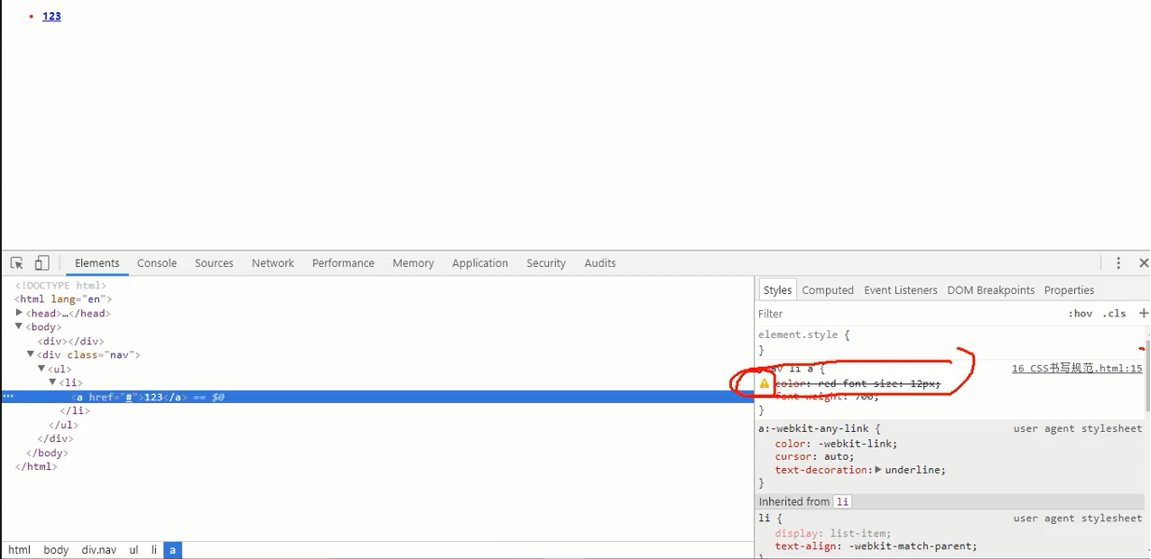 123
Elements Console Sources Network Performance Memory Application Security Audits
<!DOCTYPE html>
<html lang="en">
<head>…</head>
<body>
<div></div>
<div class="nav">
<ul>
<li>
<a href="#">123</a> == $0
</li>
</ul>
</div>
</body>
</html>
html body div.nav ul li a
Styles Computed Event Listeners DOM Breakpoints Properties
Filter :hov .cls +
element.style {
}
li a { 16 CSS书写规范.html:15
color: red font-size: 12px;
font-weight: 700;
}
a:-webkit-any-link { user agent stylesheet
color: -webkit-link;
cursor: auto;
text-decoration: underline;
}
Inherited from li
li { user agent stylesheet
display: list-item;
text-align: -webkit-match-parent;